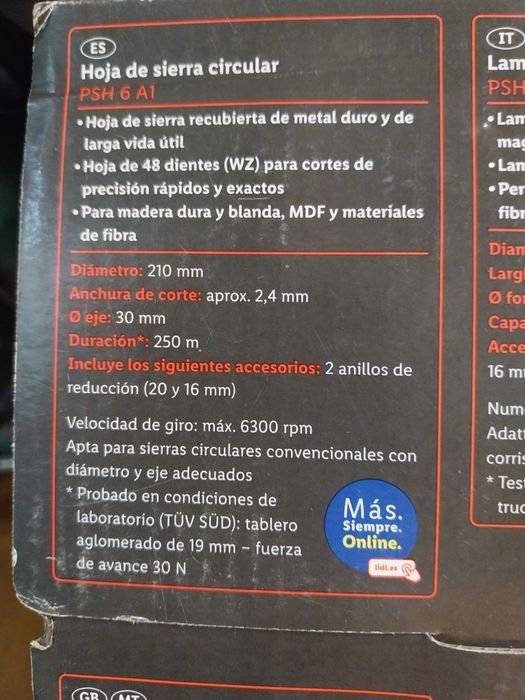 ES
Hoja de sierra circular
PSH 6 A1
• Hoja de sierra recubierta de metal duro y de
larga vida útil
• Hoja de 48 dientes (WZ) para cortes de
precisión rápidos y exactos
• Para madera dura y blanda, MDF y materiales
de fibra
Diámetro: 210 mm
Anchura de corte: aprox. 2,4 mm
Ø eje: 30 mm
Duración*: 250 m
Incluye los siguientes accesorios: 2 anillos de
reducción (20 y 16 mm)
Velocidad de giro: máx. 6300 rpm
Apta para sierras circulares convencionales con
diámetro y eje adecuados
* Probado en condiciones de
laboratorio (TÜV SÜD): tablero
aglomerado de 19 mm – fuerza
de avance 30 N
Más.
Siempre.
Online.
lidl.es
IT
Lam
PSH
• Lam
mag
• Lam
• Per
fibr
Diam
Largh
Ø fo
Capa
Acce
16 m
Num
Adatt
corris
* Test
truc
GB MT